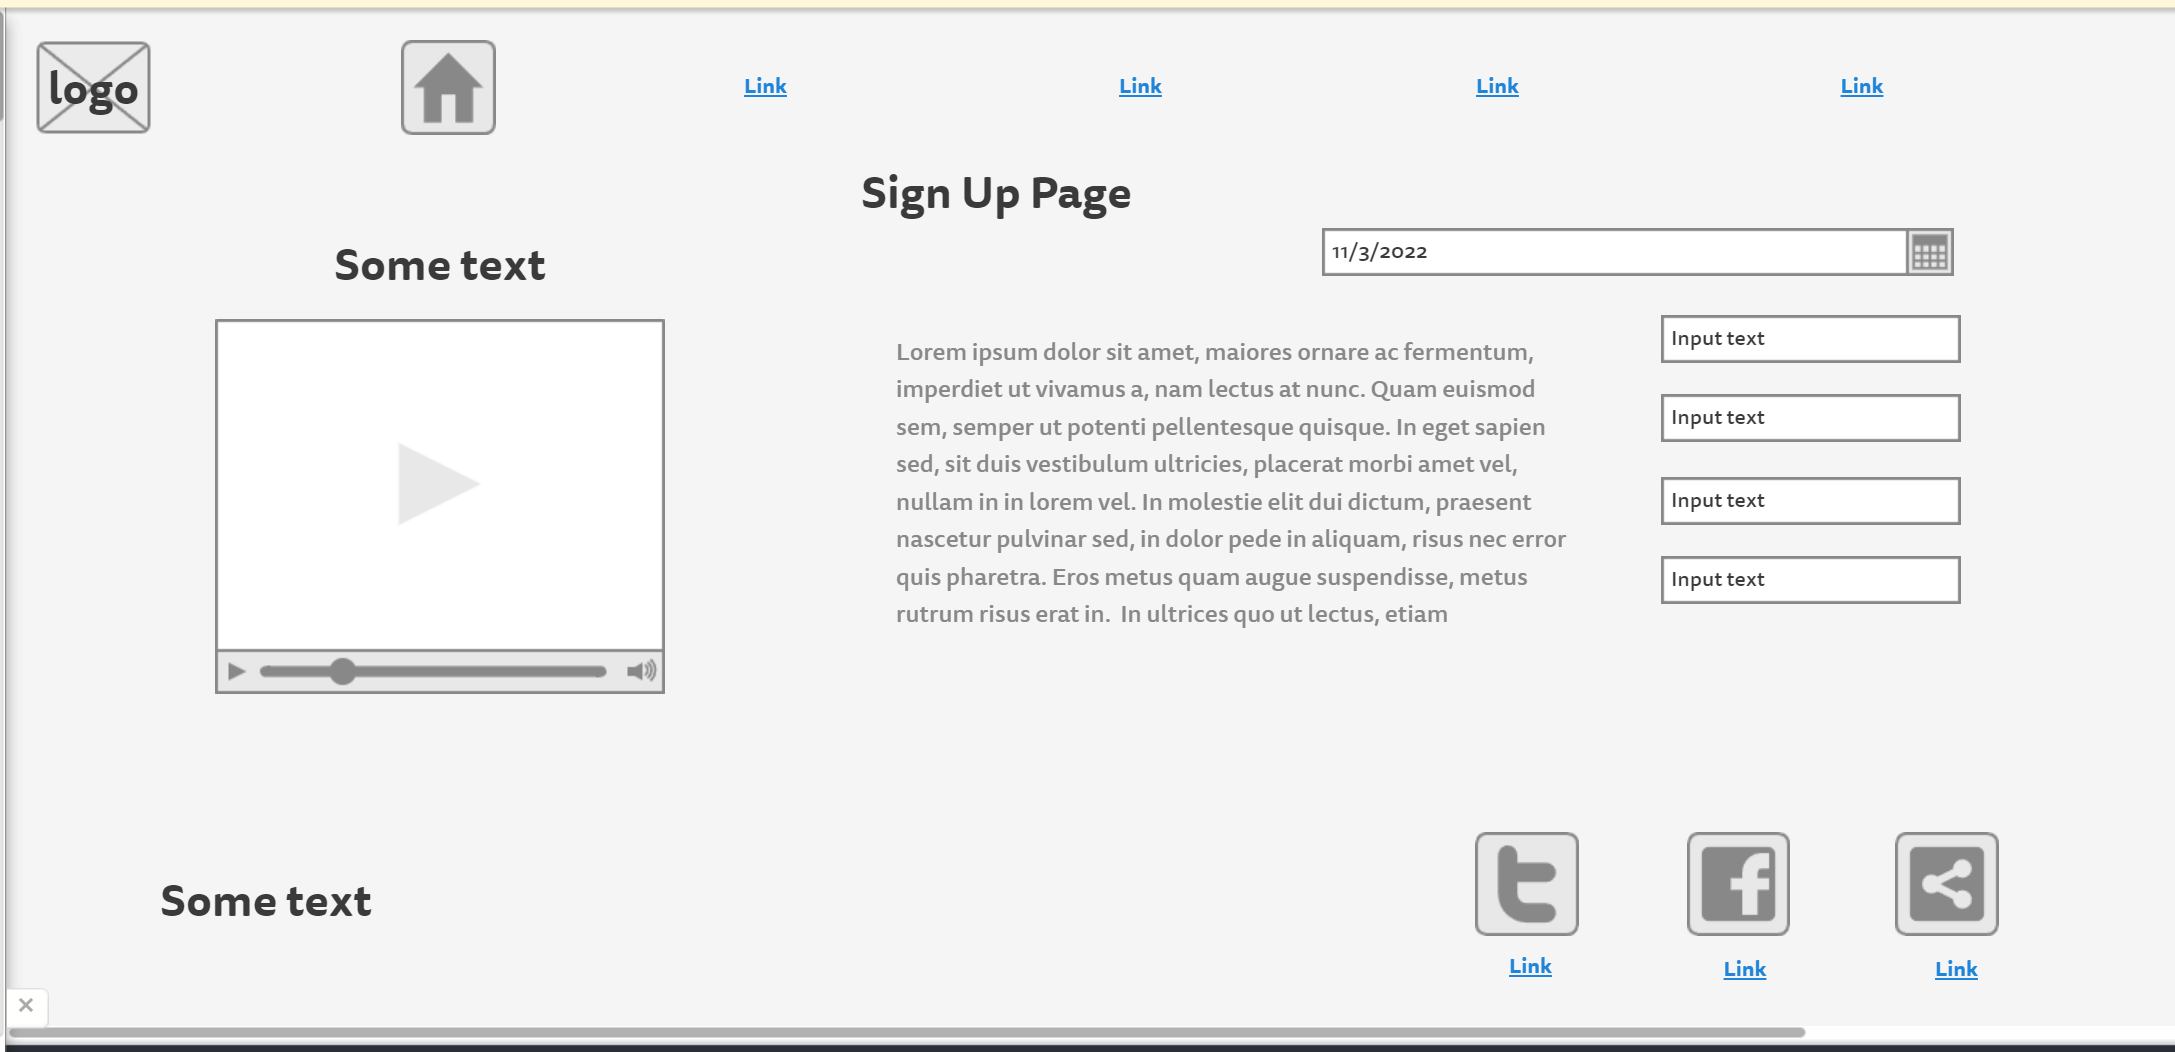 logo
Link
Link
Link
Link
Sign Up Page
Some text
11/3/2022
Lorem ipsum dolor sit amet, maiores ornare ac fermentum,
imperdiet ut vivamus a, nam lectus at nunc. Quam euismod
sem, semper ut potenti pellentesque quisque. In eget sapien
sed, sit duis vestibulum ultricies, placerat morbi amet vel,
nullam in in lorem vel. In molestie elit dui dictum, praesent
nascetur pulvinar sed, in dolor pede in aliquam, risus nec error
quis pharetra. Eros metus quam augue suspendisse, metus
rutrum risus erat in.  In ultrices quo ut lectus, etiam
Input text
Input text
Input text
Input text
Some text
Link
Link
Link